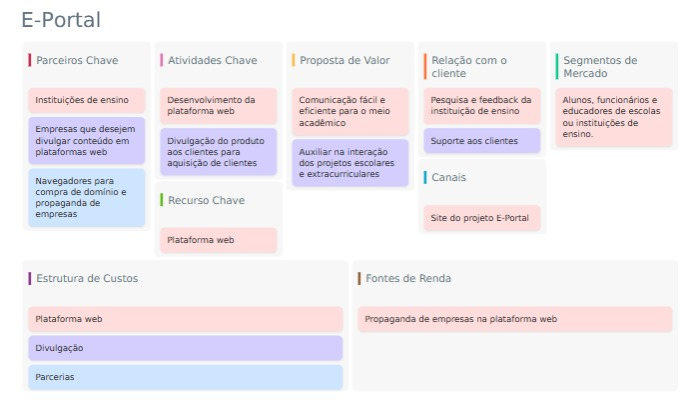 E-Portal
Parceiros Chave
Instituições de ensino
Empresas que desejem
divulgar conteúdo em
plataformas web
Navegadores para
compra de domínio e
propaganda de
empresas
Atividades Chave
Desenvolvimento da
plataforma web
Divulgação do produto
aos clientes para
aquisição de clientes
Recurso Chave
Plataforma web
Proposta de Valor
Comunicação fácil e
eficiente para o meio
acadêmico
Auxiliar na interação
dos projetos escolares
e extracurriculares
Relação com o
cliente
Pesquisa e feedback da
instituição de ensino
Suporte aos clientes
Canais
Site do projeto E-Portal
Segmentos de
Mercado
Alunos, funcionários e
educadores de escolas
ou instituições de
ensino.
Estrutura de Custos
Plataforma web
Divulgação
Parcerias
Fontes de Renda
Propaganda de empresas na plataforma web